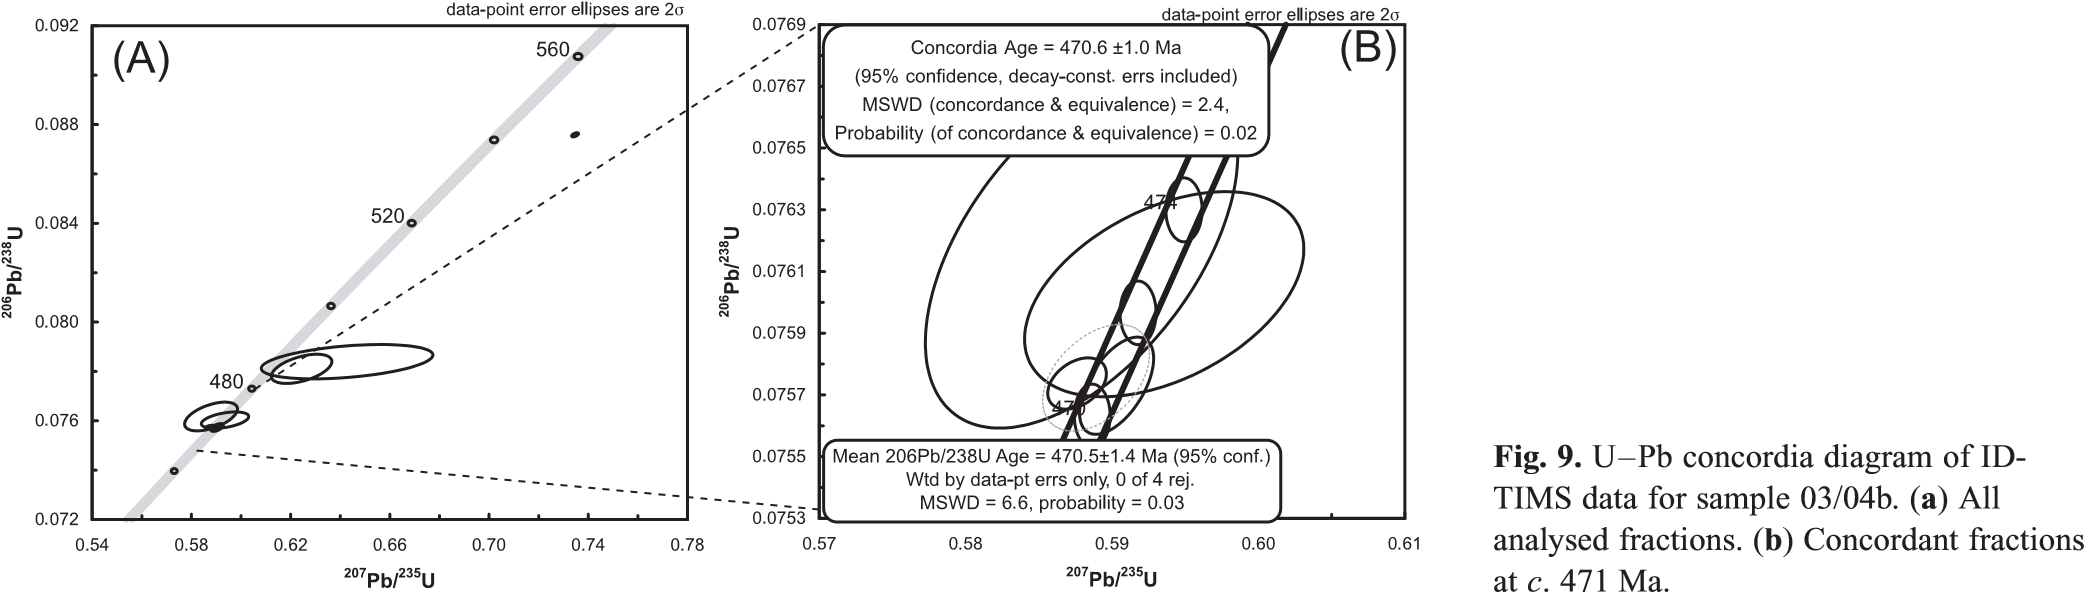 data-point error ellipses are 2σ
(A)
0.092
0.088
0.084
0.080
0.076
0.072
206Pb/238U
560
520
480
0.54
0.58
0.62
0.66
0.70
0.74
0.78
207Pb/235U
data-point error ellipses are 2σ
(B)
Concordia Age = 470.6 ±1.0 Ma
(95% confidence, decay-const. errs included)
MSWD (concordance & equivalence) = 2.4,
Probability (of concordance & equivalence) = 0.02
0.0769
0.0767
0.0765
0.0763
0.0761
0.0759
0.0757
0.0755
0.0753
206Pb/238U
474
470
Mean 206Pb/238U Age = 470.5±1.4 Ma (95% conf.)
Wtd by data-pt errs only, 0 of 4 rej.
MSWD = 6.6, probability = 0.03
0.57
0.58
0.59
0.60
0.61
207Pb/235U
Fig. 9. U–Pb concordia diagram of ID-
TIMS data for sample 03/04b. (a) All
analysed fractions. (b) Concordant fractions
at c. 471 Ma.